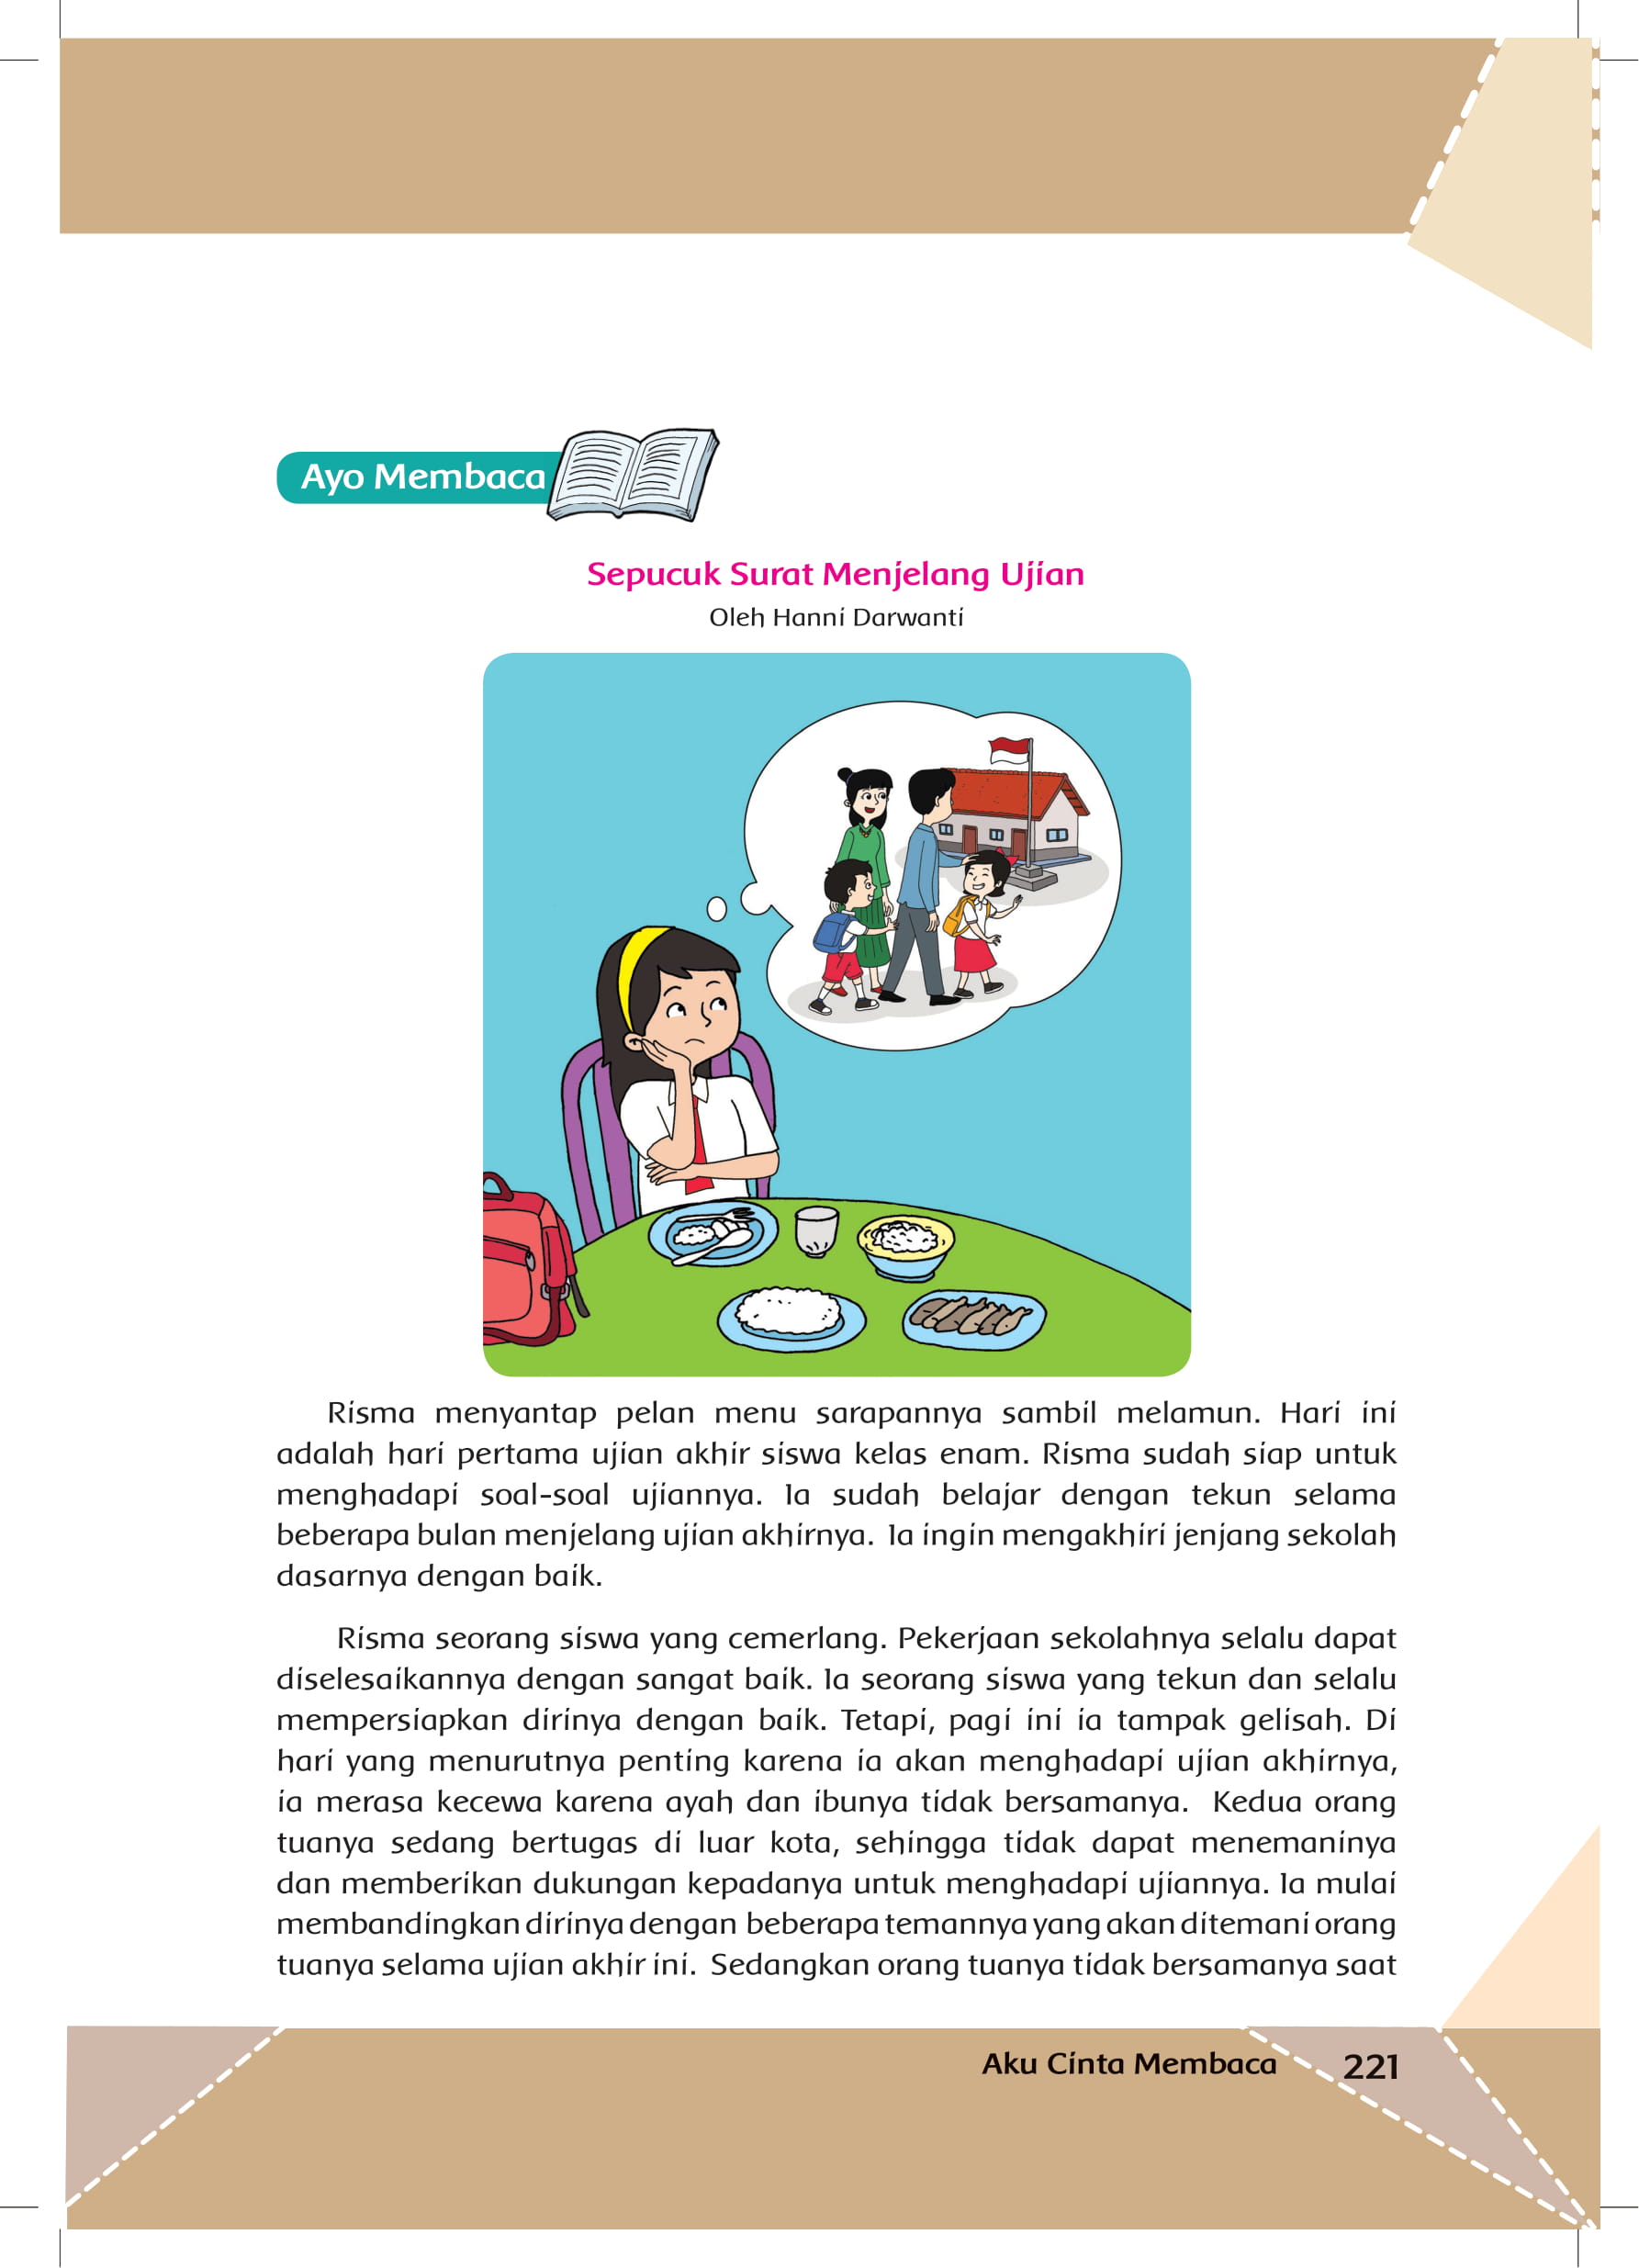 Ayo Membaca
Sepucuk Surat Menjelang Ujian
Oleh Hanni Darwanti
Risma menyantap pelan menu sarapannya sambil melamun. Hari ini
adalah hari pertama ujian akhir siswa kelas enam. Risma sudah siap untuk
menghadapi soal-soal ujiannya. Ia sudah belajar dengan tekun selama
beberapa bulan menjelang ujian akhirnya. Ia ingin mengakhiri jenjang sekolah
dasarnya dengan baik.
Risma seorang siswa yang cemerlang. Pekerjaan sekolahnya selalu dapat
diselesaikannya dengan sangat baik. Ia seorang siswa yang tekun dan selalu
mempersiapkan dirinya dengan baik. Tetapi, pagi ini ia tampak gelisah. Di
hari yang menurutnya penting karena ia akan menghadapi ujian akhirnya,
ia merasa kecewa karena ayah dan ibunya tidak bersamanya. Kedua orang
tuanya sedang bertugas di luar kota, sehingga tidak dapat menemaninya
dan memberikan dukungan kepadanya untuk menghadapi ujiannya. Ia mulai
membandingkan dirinya dengan beberapa temannya yang akan ditemani orang
tuanya selama ujian akhir ini. Sedangkan orang tuanya tidak bersamanya saat
Aku Cinta Membaca 221